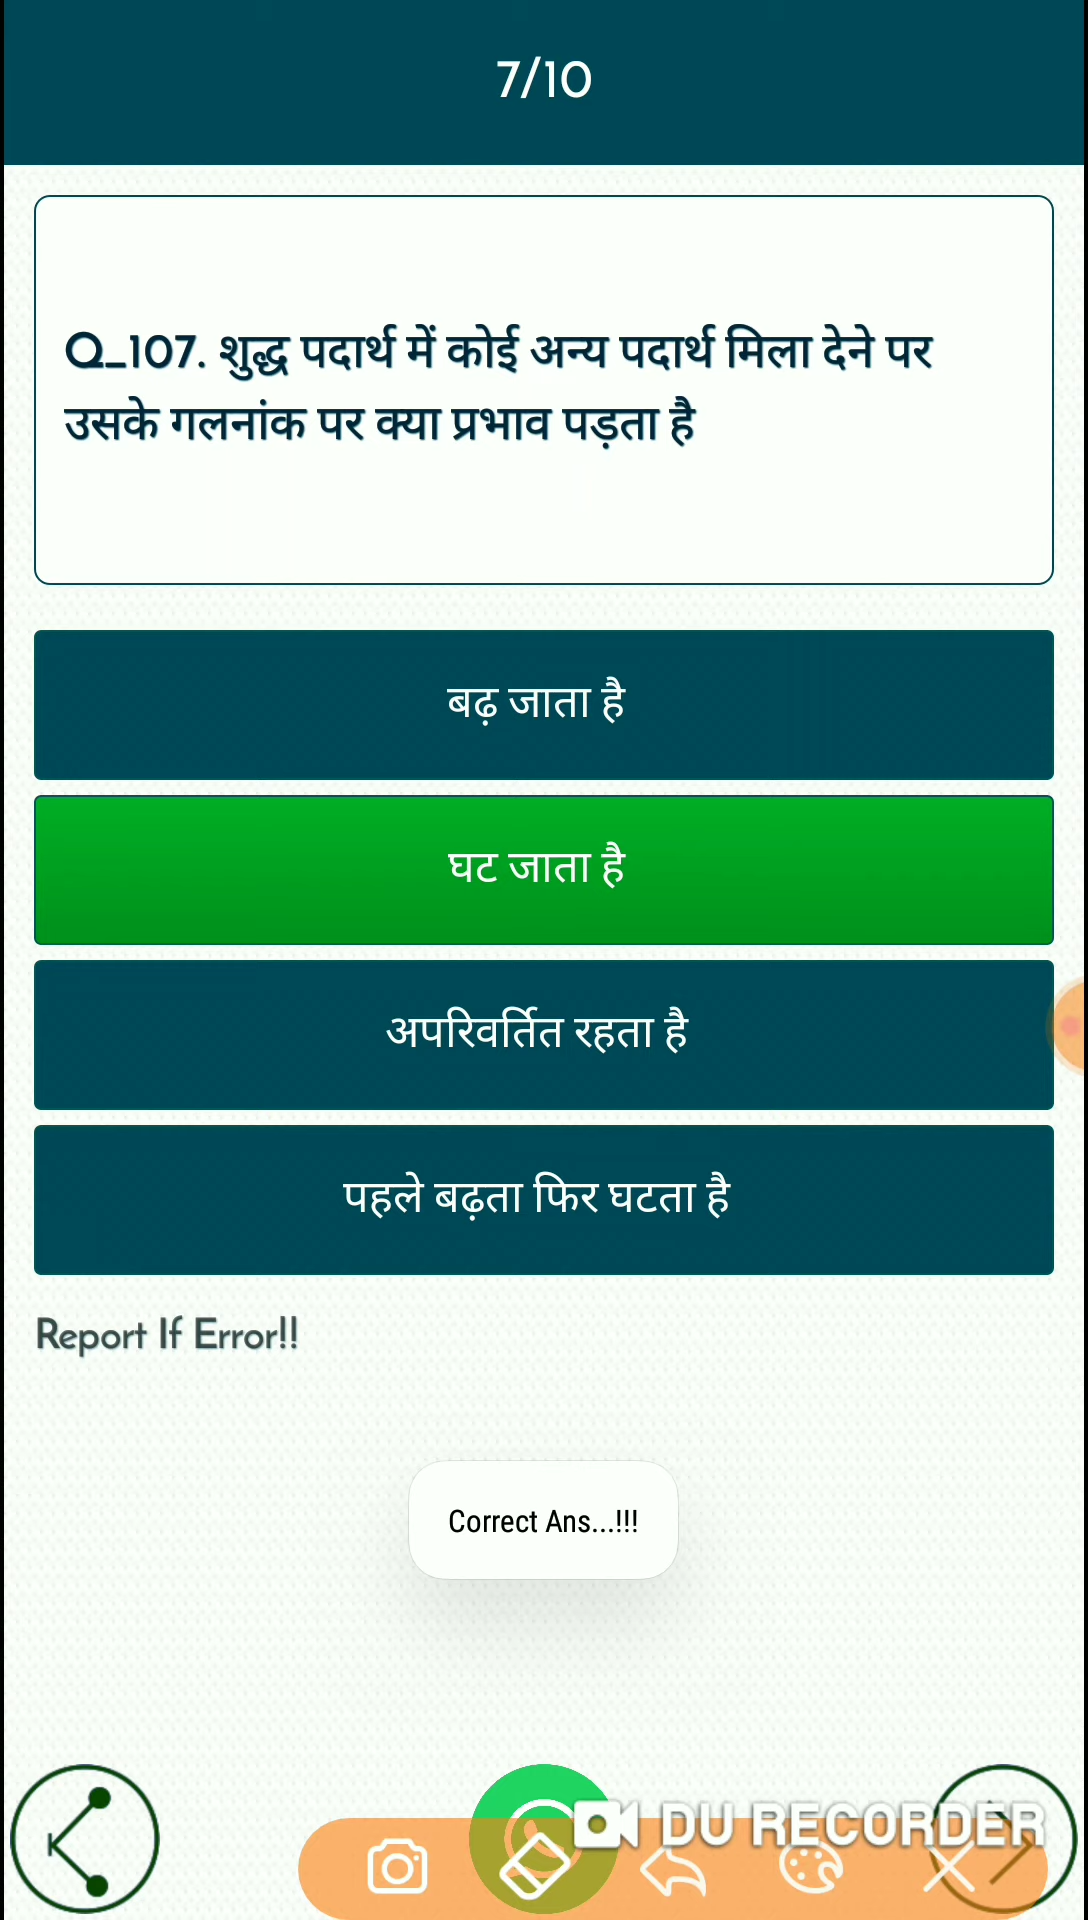 7/10
Q_107. शुद्ध पदार्थ में कोई अन्य पदार्थ मिला देने पर
उसके गलनांक पर क्या प्रभाव पड़ता है
बढ़ जाता है
घट जाता है
अपरिवर्तित रहता है
पहले बढ़ता फिर घटता है
Report If Error!!
Correct Ans...!!!
DU RECORDER